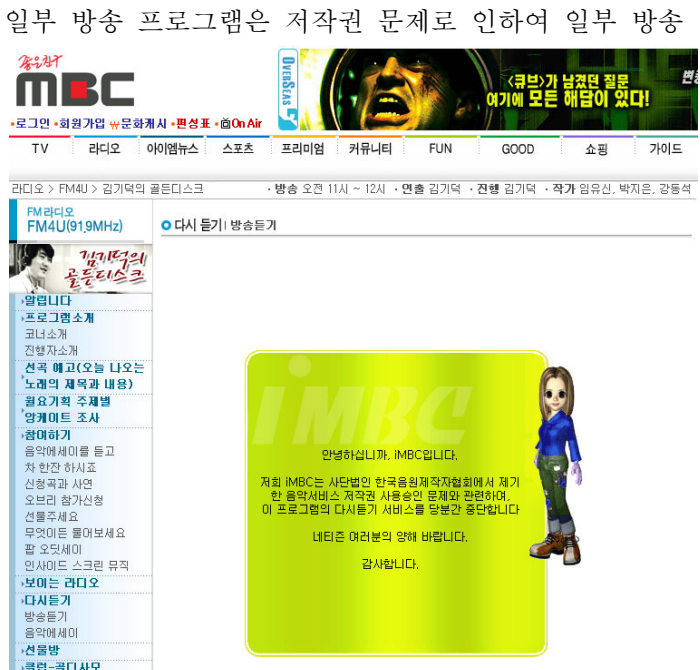 일부 방송 프로그램은 저작권 문제로 인하여 일부 방송
좋은친구
MBC
OVERSEAS
<큐브>가 남겼던 질문
여기에 모든 해답이 있다!
•로그인 •회원가입 ₩문화캐시 •편성표 •On Air
TV 라디오 아이엠뉴스 스포츠 프리미엄 커뮤니티 FUN GOOD 쇼핑 가이드
라디오 > FM4U > 김기덕의 골든디스크 · 방송 오전 11시 ~ 12시 · 연출 김기덕 · 진행 김기덕 · 작가 임유신, 박지은, 강동석
FM라디오
FM4U(91.9MHz)
다시 듣기 | 방송듣기
김기덕의
골든디스크
알립니다
프로그램소개
코너소개
진행자소개
선곡 예고(오늘 나오는
노래의 제목과 내용)
월요기획 주제별
앙케이트 조사
참여하기
음악에세이를 듣고
차 한잔 하시죠
신청곡과 사연
오브리 참가신청
선물주세요
무엇이든 물어보세요
팝 오딧세이
인사이드 스크린 뮤직
보이는 라디오
다시듣기
방송듣기
음악에세이
선물방
클럽-골디사모
iMBC
안녕하십니까, iMBC입니다.
저희 iMBC는 사단법인 한국음원제작자협회에서 제기
한 음악서비스 저작권 사용승인 문제와 관련하여,
이 프로그램의 다시듣기 서비스를 당분간 중단합니다
네티즌 여러분의 양해 바랍니다.
감사합니다.